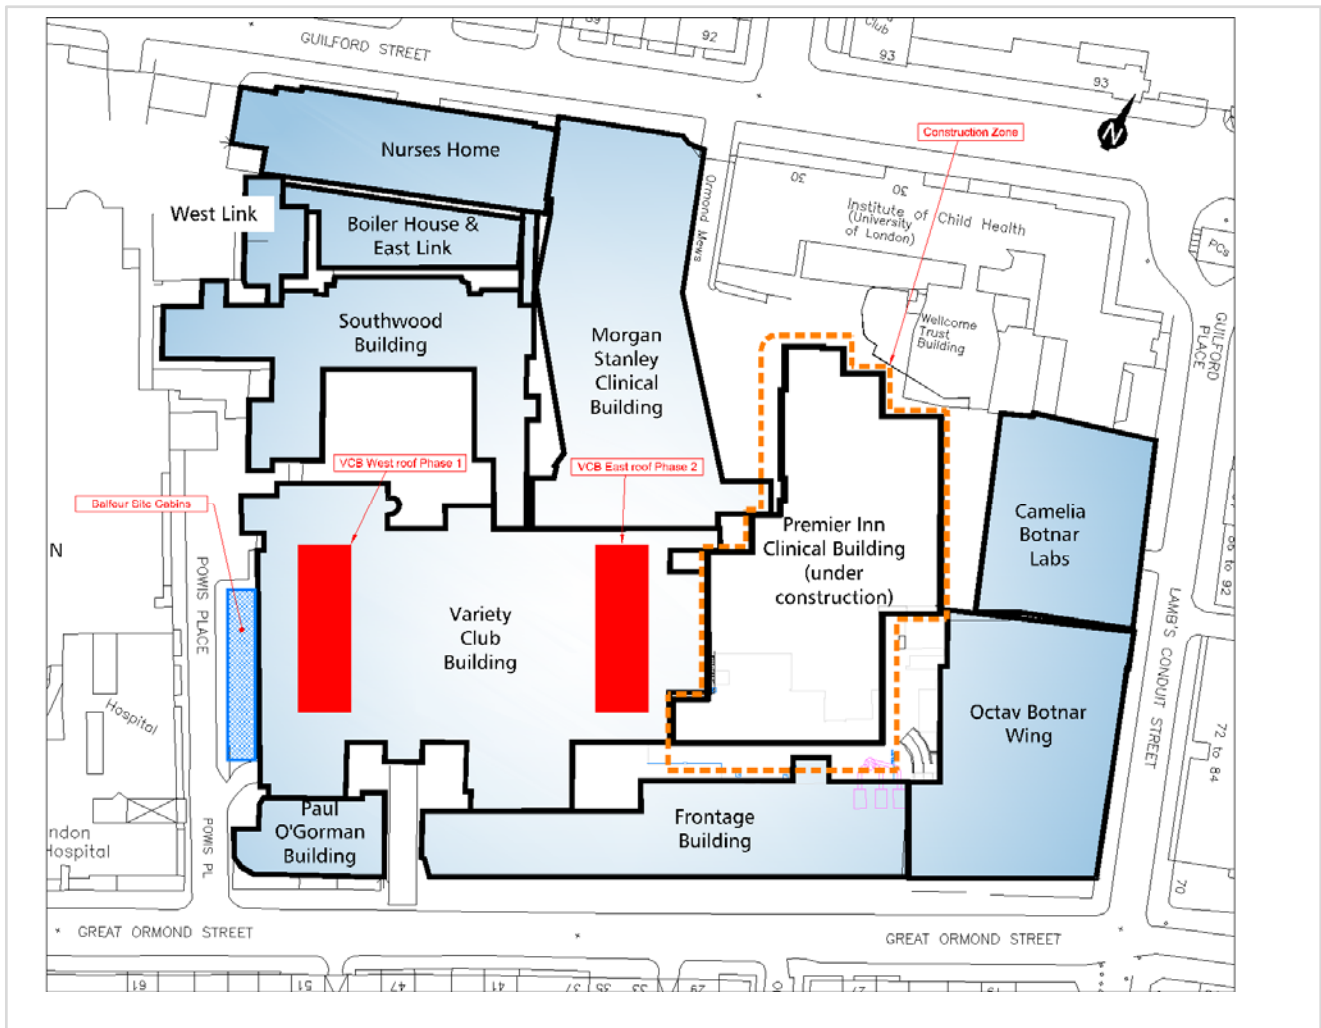 GUILFORD STREET
92
Club
93
93
N
Construction Zone
Nurses Home
West Link
Boiler House &
East Link
Ormond Mews
30
30
Institute of Child Health
(University
of London)
PCs
Southwood
Building
Morgan
Stanley
Clinical
Building
Wellcome
Trust
Building
GUILFORD
PLACE
VCB West roof Phase 1
VCB East roof Phase 2
Balfour Site Cabins
N
POWIS PLACE
Premier Inn
Clinical Building
(under
construction)
Camelia
Botnar
Labs
86 to 92
LAMB'S CONDUIT STREET
Variety
Club
Building
Hospital
Octav Botnar
Wing
72 to 84
Paul
O'Gorman
Building
Frontage
Building
ndon
Hospital
POWIS PL
70
GREAT ORMOND STREET
GREAT ORMOND STREET
61
51
47
41
37
35
33
29
27
19